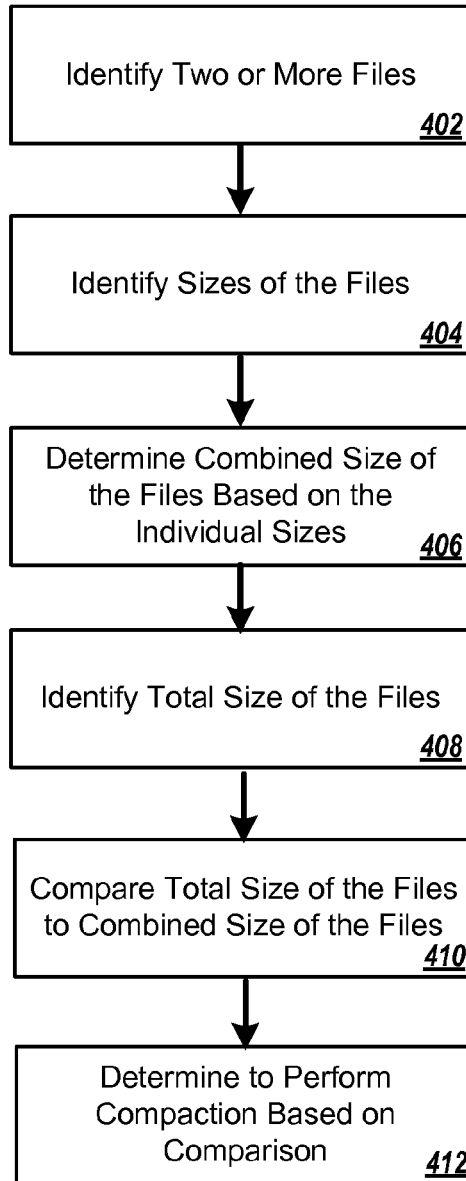 Identify Two or More Files
402
Identify Sizes of the Files
404
Determine Combined Size of
the Files Based on the
Individual Sizes
406
Identify Total Size of the Files
408
Compare Total Size of the Files
to Combined Size of the Files
410
Determine to Perform
Compaction Based on
Comparison
412